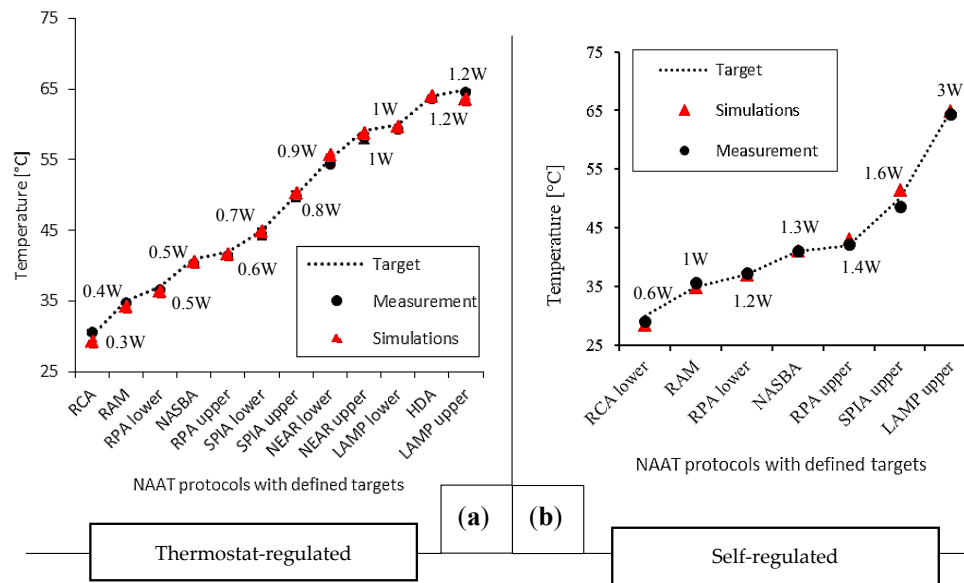 75
65
55
45
35
25
Temperature [°C]
0.3W
0.4W
0.5W
0.5W
0.6W
0.7W
0.8W
0.9W
1W
1W
1.2W
1.2W
Target
Measurement
Simulations
RCA
RAM
RPA lower
NASBA
RPA upper
SPIA lower
SPIA upper
NEAR lower
NEAR upper
LAMP lower
HDA
LAMP upper
NAAT protocols with defined targets
(a)
Thermostat-regulated
75
65
55
45
35
25
Temperature [°C]
Target
Simulations
Measurement
0.6W
1W
1.2W
1.3W
1.4W
1.6W
3W
RCA lower
RAM
RPA lower
NASBA
RPA upper
SPIA upper
LAMP upper
NAAT protocols with defined targets
(b)
Self-regulated